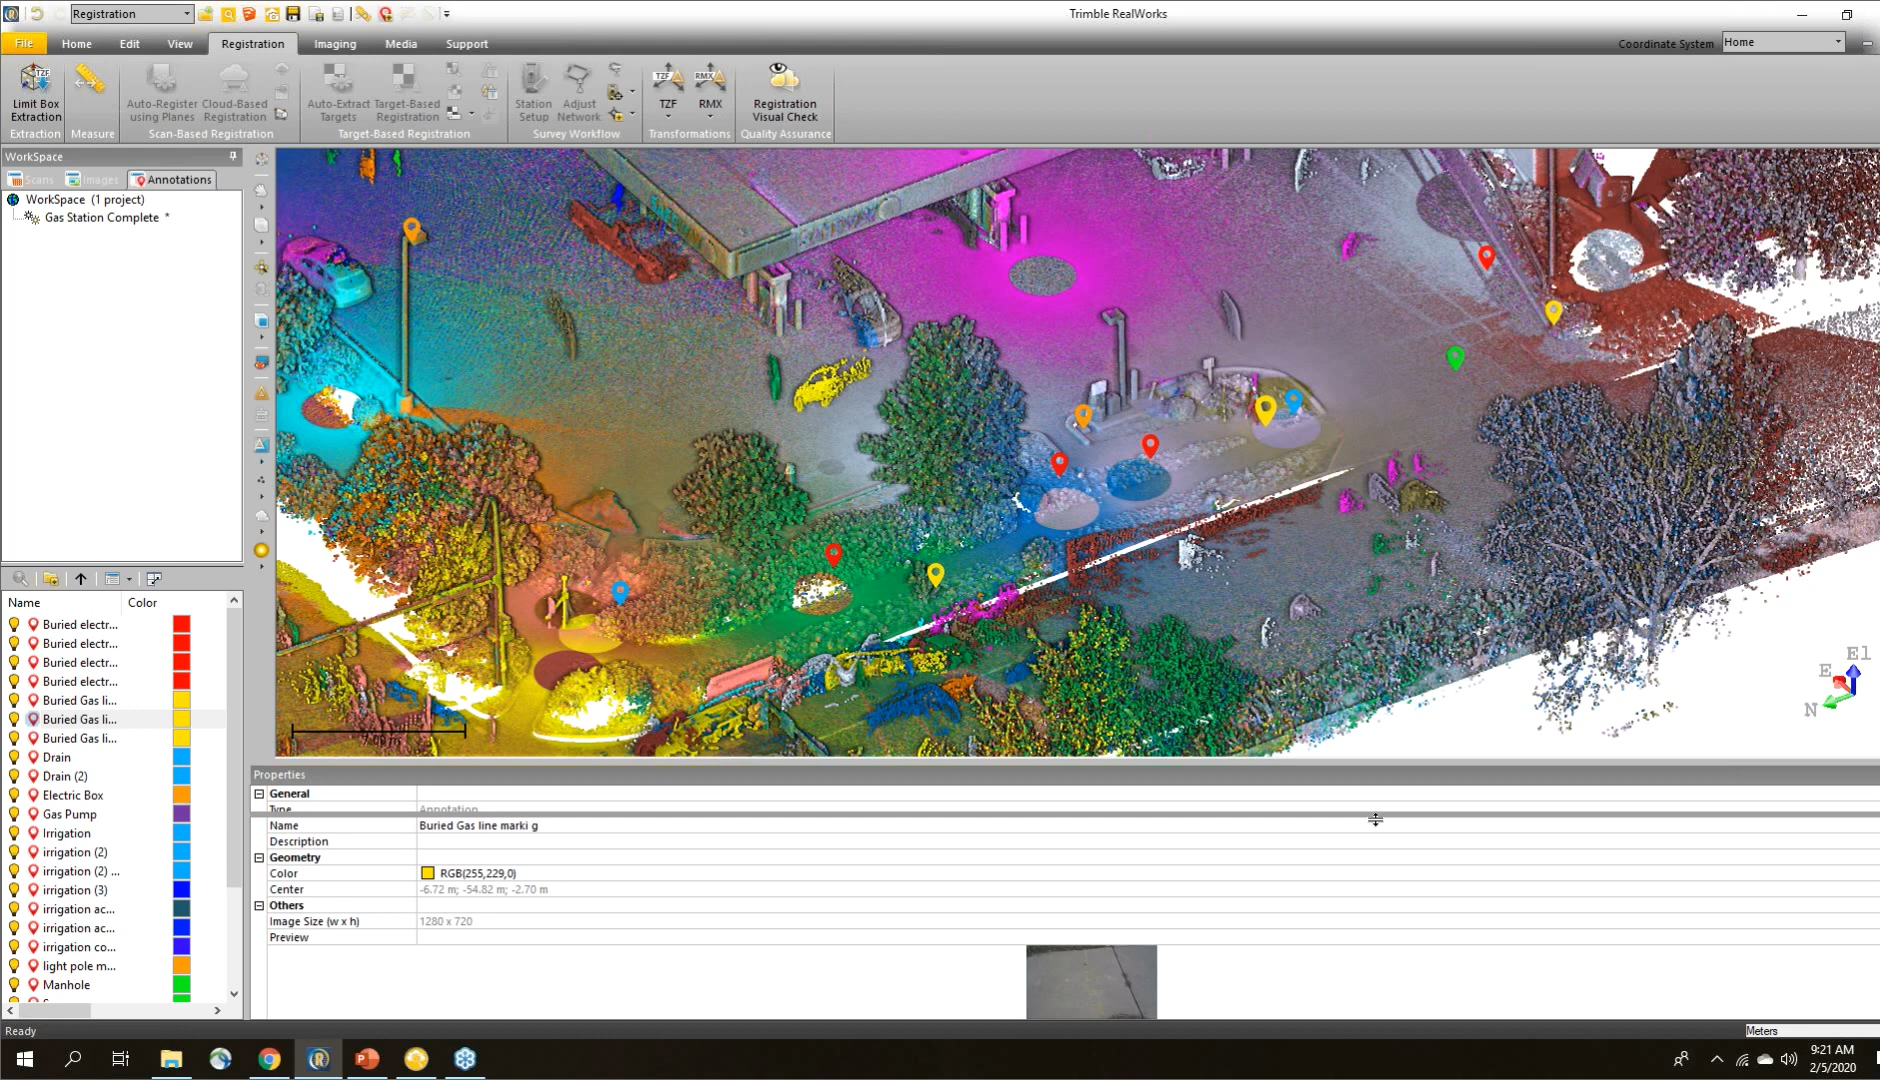 Registration
Trimble RealWorks
File Home Edit View Registration Imaging Media Support
Coordinate System Home
TZF TZF RMX
Limit Box
Extraction
Auto-Register
using Planes
Cloud-Based
Registration
Auto-Extract
Targets
Target-Based
Registration
Station
Setup
Adjust
Network
TZF
RMX
Registration
Visual Check
Extraction Measure Scan-Based Registration Target-Based Registration Survey Workflow Transformations Quality Assurance
WorkSpace
Scans Images Annotations
WorkSpace (1 project)
Gas Station Complete *
Name Color
Buried electr...
Buried electr...
Buried electr...
Buried electr...
Buried Gas li...
Buried Gas li...
Buried Gas li...
Drain
Drain (2)
Electric Box
Gas Pump
Irrigation
irrigation (2)
irrigation (2) ...
irrigation (3)
irrigation ac...
irrigation ac...
irrigation co...
light pole m...
Manhole
El
E
N
Properties
General
Type Annotation
Name Buried Gas line marki g
Description
Geometry
Color RGB(255,229,0)
Center -6.72 m; -54.82 m; -2.70 m
Others
Image Size (w x h) 1280 x 720
Preview
Ready
Meters
9:21 AM
2/5/2020